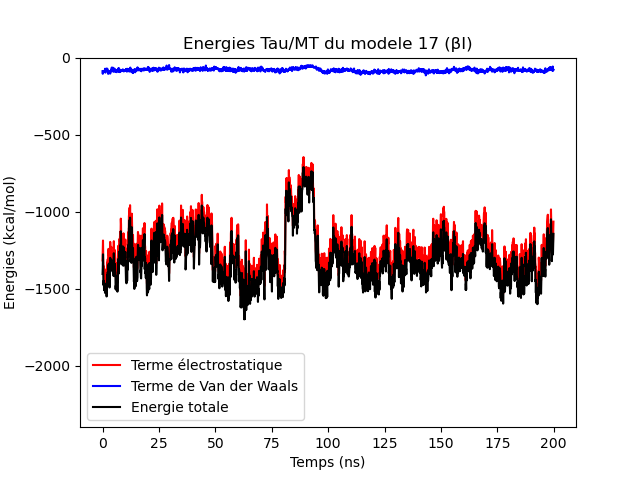 Energies Tau/MT du modele 17 (βI)
Energies (kcal/mol)
0
−500
−1000
−1500
−2000
Terme électrostatique
Terme de Van der Waals
Energie totale
0 25 50 75 100 125 150 175 200
Temps (ns)